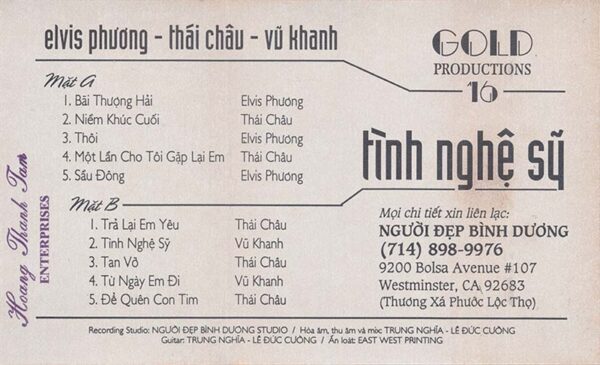 elvis phương - thái châu - vũ khanh
GOLD
PRODUCTIONS
16
Mặt A
1. Bãi Thượng Hải Elvis Phương
2. Niềm Khúc Cuối Thái Châu
3. Thôi Elvis Phương
4. Một Lần Cho Tôi Gặp Lại Em Thái Châu
5. Sầu Đông Elvis Phương
tình nghệ sỹ
Mặt B
1. Trả Lại Em Yêu Thái Châu
2. Tình Nghệ Sỹ Vũ Khanh
3. Tan Vỡ Thái Châu
4. Từ Ngày Em Đi Vũ Khanh
5. Để Quên Con Tim Thái Châu
Mọi chi tiết xin liên lạc:
NGƯỜI ĐẸP BÌNH DƯƠNG
(714) 898-9976
9200 Bolsa Avenue #107
Westminster, CA 92683
(Thương Xá Phước Lộc Thọ)
Hoang Thanh Tam
ENTERPRISES
Recording Studio: NGƯỜI ĐẸP BÌNH DƯƠNG STUDIO / Hòa âm, thu âm và mix: TRUNG NGHĨA - LÊ ĐỨC CƯỜNG
Guitar: TRUNG NGHĨA - LÊ ĐỨC CƯỜNG / Ấn loát: EAST WEST PRINTING